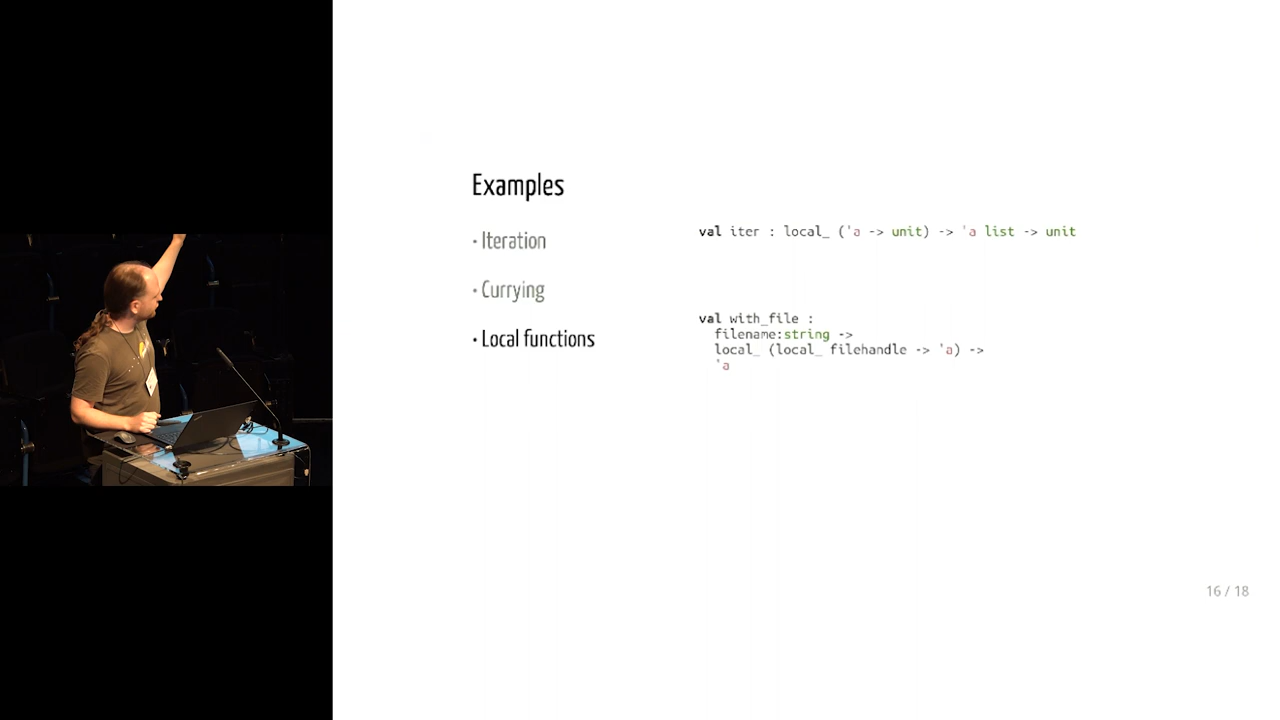 Examples
· Iteration
· Currying
· Local functions
val iter : local_ ('a -> unit) -> 'a list -> unit
val with_file :
filename:string ->
local_ (local_ filehandle -> 'a) ->
'a
16 / 18